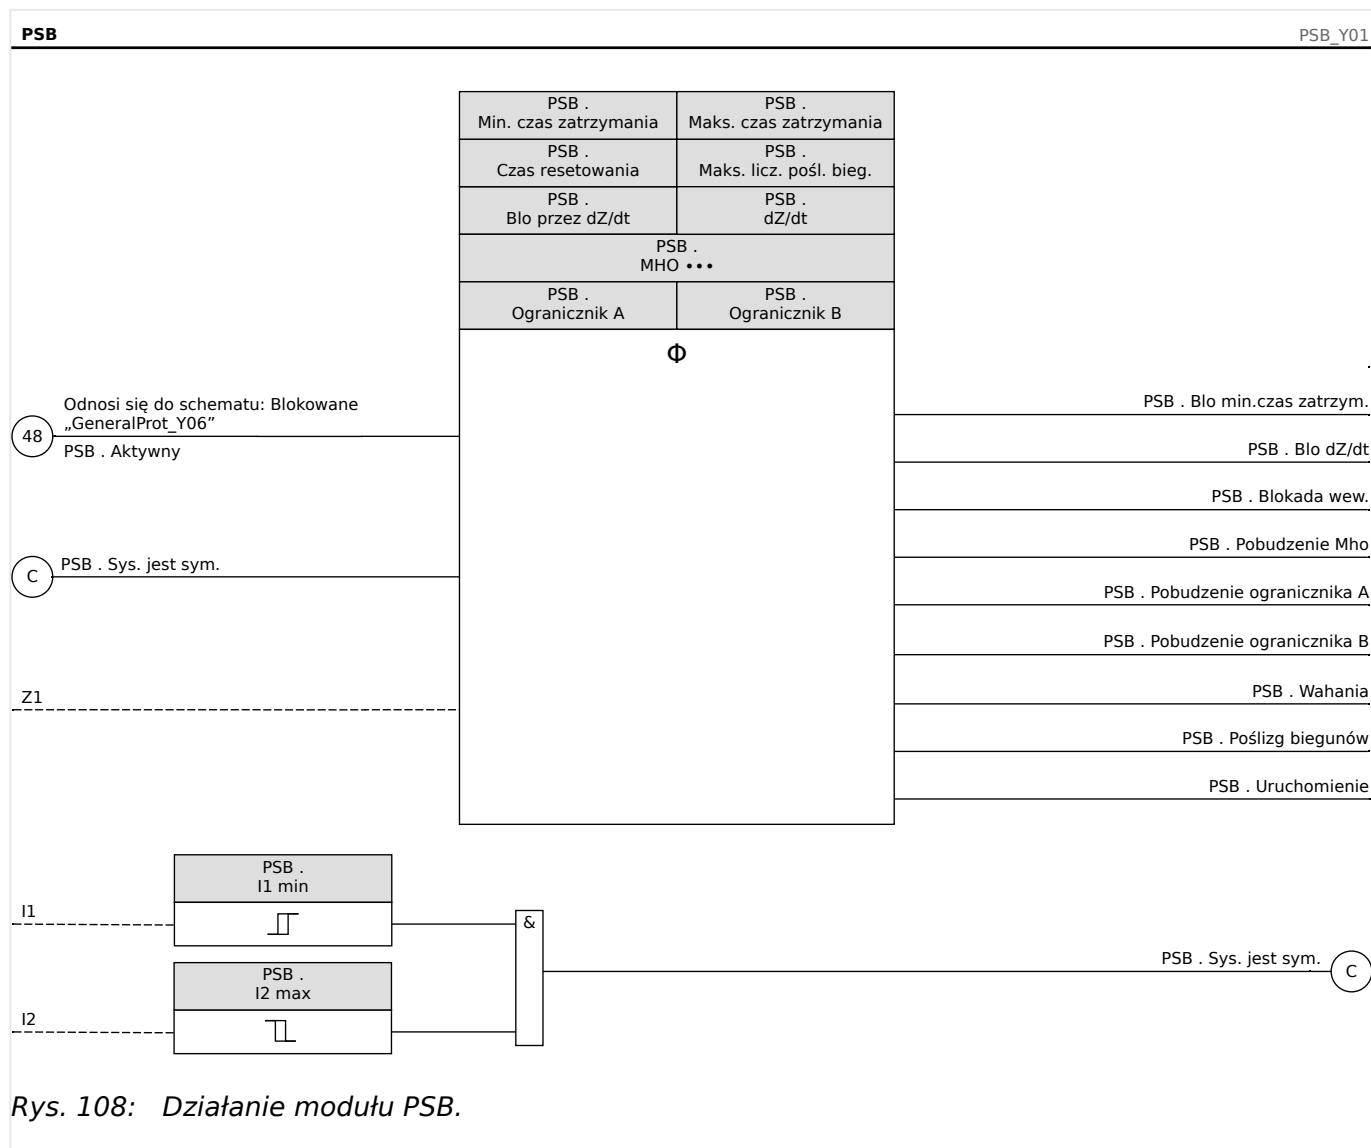 PSB
PSB_Y01
PSB .
Min. czas zatrzymania
PSB .
Maks. czas zatrzymania
PSB .
Czas resetowania
PSB .
Maks. licz. pośl. bieg.
PSB .
Blo przez dZ/dt
PSB .
dZ/dt
PSB .
MHO •••
PSB .
Ogranicznik A
PSB .
Ogranicznik B
Φ
48
Odnosi się do schematu: Blokowane
„GeneralProt_Y06”
PSB . Aktywny
C
PSB . Sys. jest sym.
Z1
PSB . Blo min.czas zatrzym.
PSB . Blo dZ/dt
PSB . Blokada wew.
PSB . Pobudzenie Mho
PSB . Pobudzenie ogranicznika A
PSB . Pobudzenie ogranicznika B
PSB . Wahania
PSB . Poślizg biegunów
PSB . Uruchomienie
PSB .
I1 min
I1
&
PSB .
I2 max
I2
PSB . Sys. jest sym.
C
Rys. 108: Działanie modułu PSB.